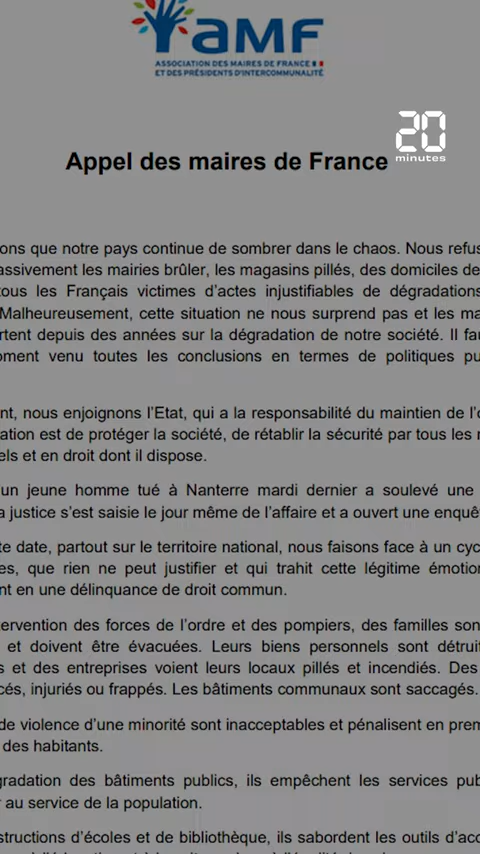 AMF
ASSOCIATION DES MAIRES DE FRANCE
ET DES PRÉSIDENTS D'INTERCOMMUNALITÉ
20
minutes
Appel des maires de France
ons que notre pays continue de sombrer dans le chaos. Nous refus
assivement les mairies brûler, les magasins pillés, des domiciles de
tous les Français victimes d'actes injustifiables de dégradations
Malheureusement, cette situation ne nous surprend pas et les ma
rtent depuis des années sur la dégradation de notre société. Il fau
oment venu toutes les conclusions en termes de politiques pu
nt, nous enjoignons l'Etat, qui a la responsabilité du maintien de l'o
ation est de protéger la société, de rétablir la sécurité par tous les m
els et en droit dont il dispose.
un jeune homme tué à Nanterre mardi dernier a soulevé une
a justice s'est saisie le jour même de l'affaire et a ouvert une enquê
te date, partout sur le territoire national, nous faisons face à un cyc
es, que rien ne peut justifier et qui trahit cette légitime émotio
nt en une délinquance de droit commun.
tervention des forces de l'ordre et des pompiers, des familles son
et doivent être évacuées. Leurs biens personnels sont détruit
s et des entreprises voient leurs locaux pillés et incendiés. Des
cés, injuriés ou frappés. Les bâtiments communaux sont saccagés.
de violence d'une minorité sont inacceptables et pénalisent en prem
des habitants.
gradation des bâtiments publics, ils empêchent les services pub
r au service de la population.
structions d'écoles et de bibliothèque, ils sabordent les outils d'acc